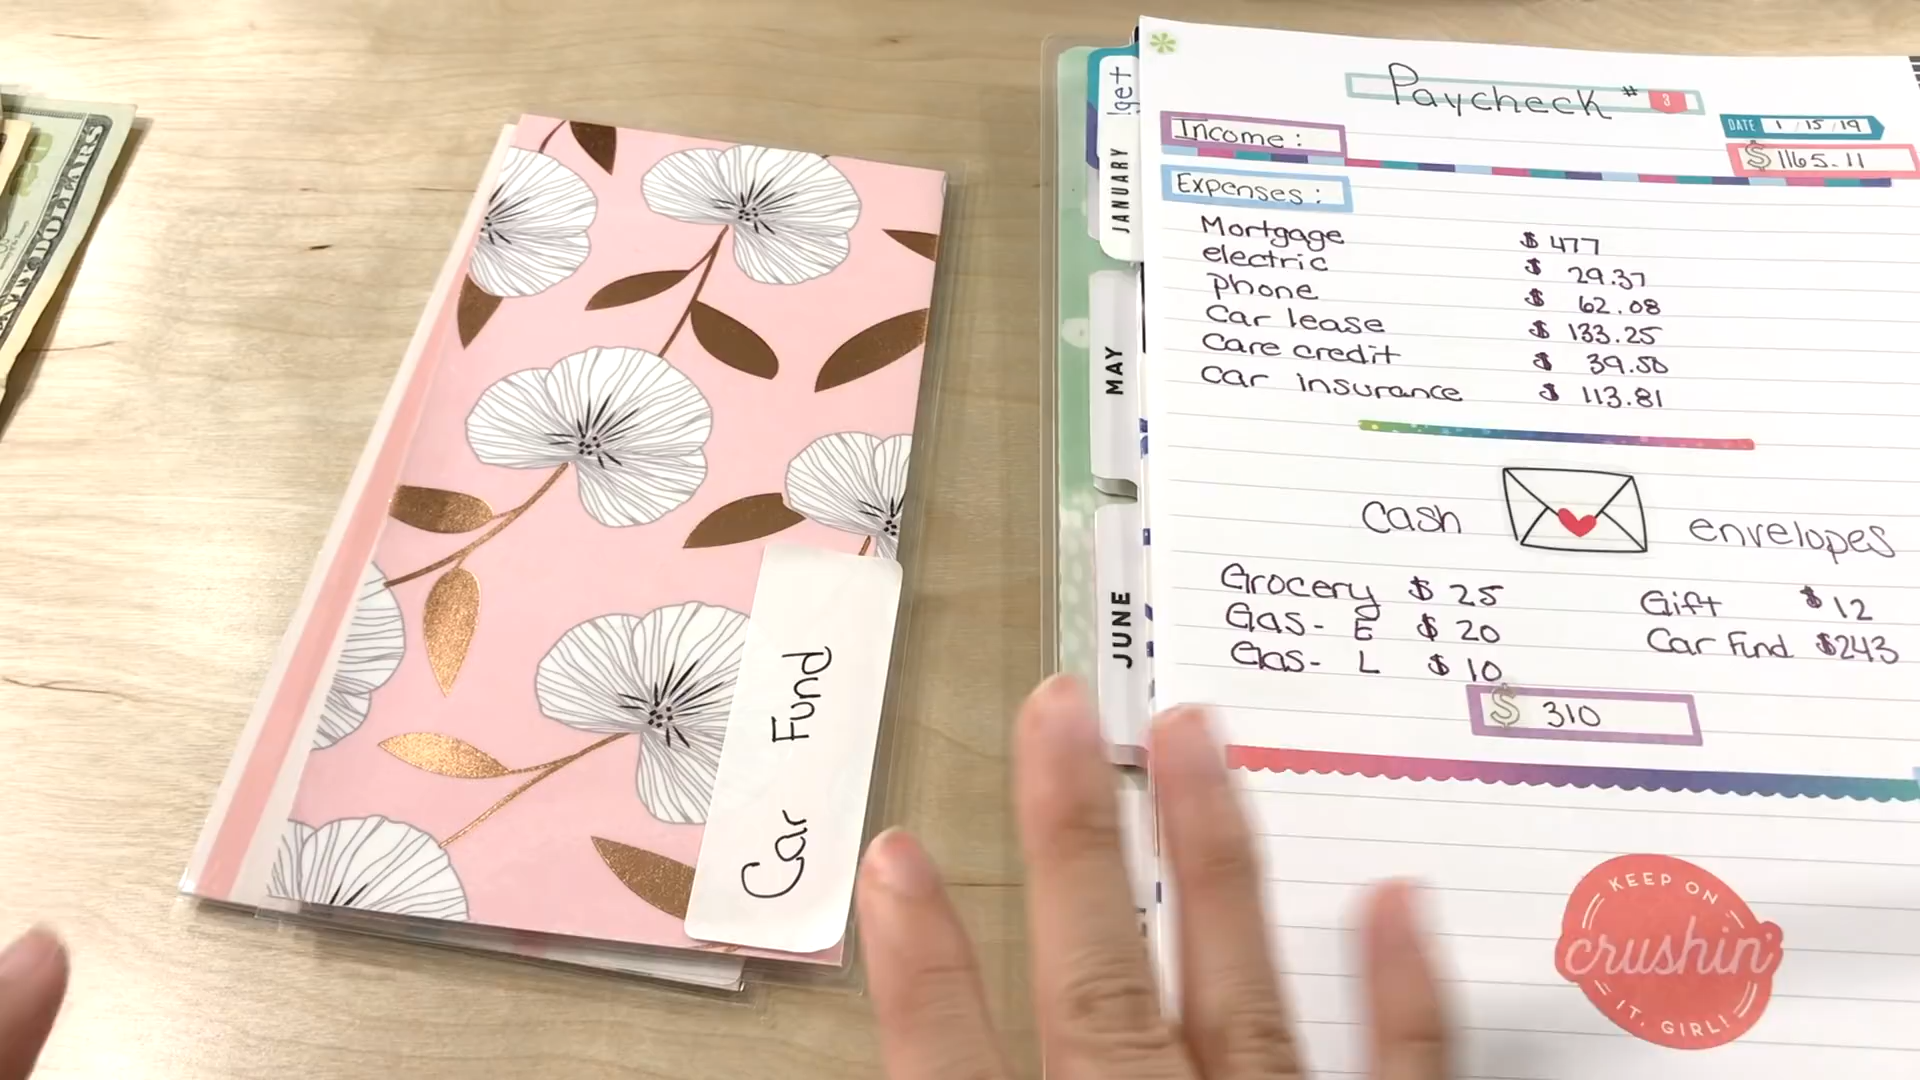 DOLLARS
Car Fund
get
JANUARY
MAY
JUNE
Paycheck # 3
DATE 1/15/19
Income:
$ 1165.11
Expenses:
Mortgage $ 477
electric $ 29.37
Phone $ 62.08
Car lease $ 133.25
Care credit $ 39.50
Car insurance $ 113.81
Cash envelopes
Grocery $ 25
Gas- E $ 20
Gas- L $ 10
Gift $ 12
Car Fund $243
$ 310
KEEP ON
crushin'
IT, GIRL!